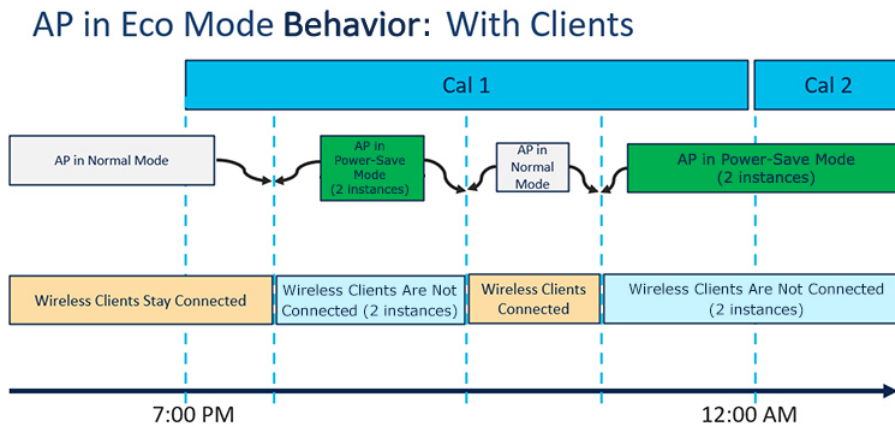 AP in Eco Mode Behavior: With Clients
Cal 1
Cal 2
AP in Normal Mode
AP in
Power-Save
Mode
(2 instances)
AP in
Normal
Mode
AP in Power-Save Mode
(2 instances)
Wireless Clients Stay Connected
Wireless Clients Are Not
Connected (2 instances)
Wireless Clients
Connected
Wireless Clients Are Not Connected
(2 instances)
7:00 PM
12:00 AM